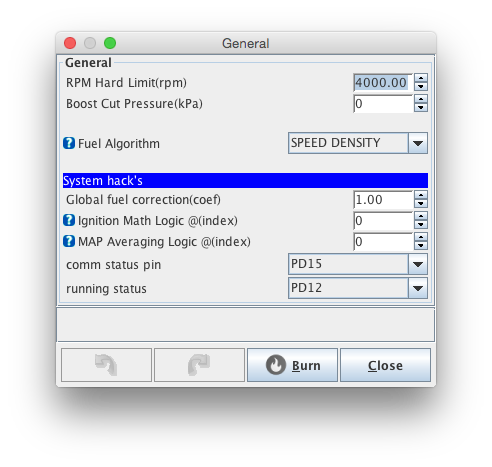 General
General
RPM Hard Limit(rpm) 4000.00
Boost Cut Pressure(kPa) 0
? Fuel Algorithm SPEED DENSITY
System hack's
Global fuel correction(coef) 1.00
? Ignition Math Logic @(index) 0
? MAP Averaging Logic @(index) 0
comm status pin PD15
running status PD12
Burn Close